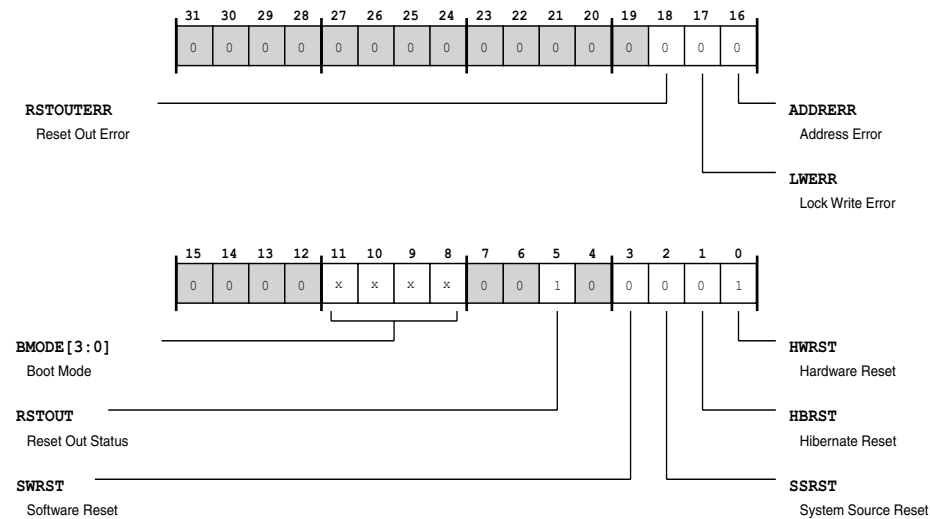 31 30 29 28 27 26 25 24 23 22 21 20 19 18 17 16
0 0 0 0 0 0 0 0 0 0 0 0 0 0 0 0
RSTOUTERR
Reset Out Error
ADDRERR
Address Error
LWERR
Lock Write Error
15 14 13 12 11 10 9 8 7 6 5 4 3 2 1 0
0 0 0 0 x x x x 0 0 1 0 0 0 0 1
BMODE[3:0]
Boot Mode
HWRST
Hardware Reset
RSTOUT
Reset Out Status
HBRST
Hibernate Reset
SWRST
Software Reset
SSRST
System Source Reset